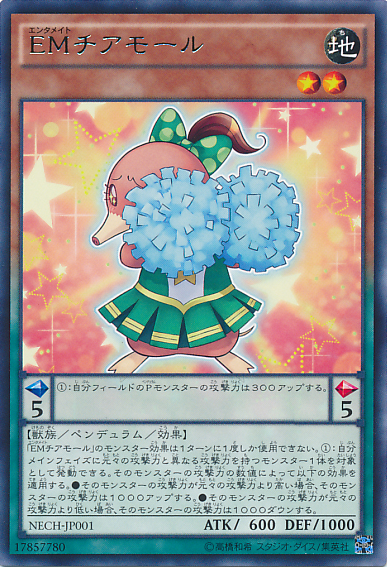 EMチアモール
エンタメイト
地
①:自分フィールドのPモンスターの攻撃力は300アップする。
5
5
【獣族/ペンデュラム/効果】
「EMチアモール」のモンスター効果は1ターンに1度しか使用できない。①:自分
メインフェイズに元々の攻撃力と異なる攻撃力を持つモンスター1体を対象
として発動できる。そのモンスターの攻撃力の数値によって以下の効果を
適用する。●そのモンスターの攻撃力が元々の攻撃力より高い場合、そのモン
スターの攻撃力は1000アップする。●そのモンスターの攻撃力が元々の攻撃
力より低い場合、そのモンスターの攻撃力は1000ダウンする。
NECH-JP001
ATK/ 600 DEF/1000
17857780
©高橋和希 スタジオ・ダイス/集英社